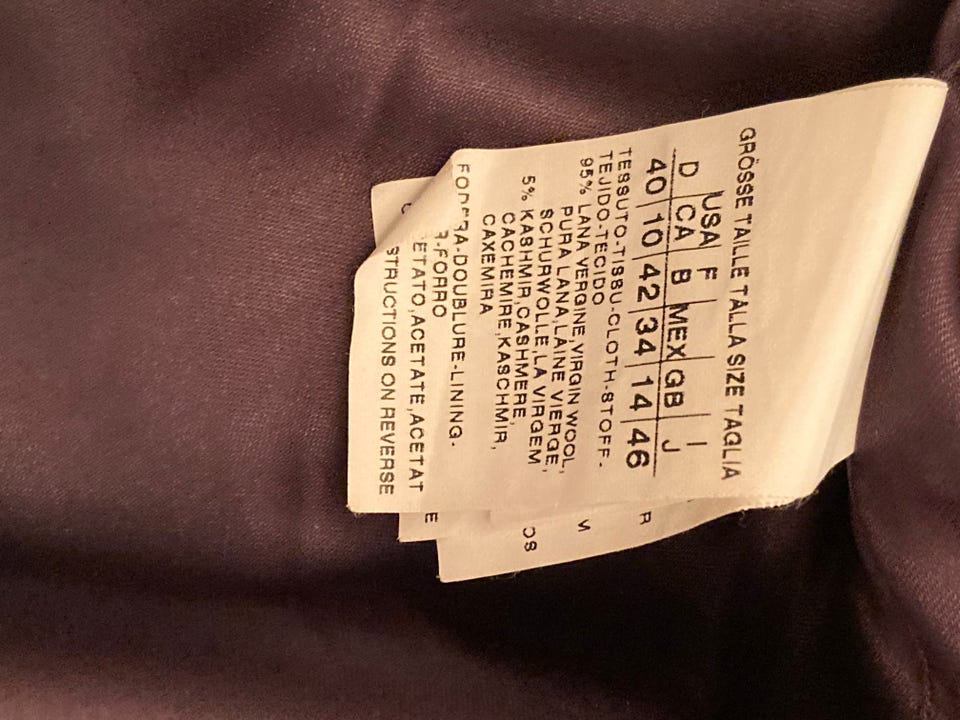 GRÖSSE TAILLE TALLA SIZE TAGLIA
USA F I
D CA B MEX GB J
40 10 42 34 14 46
TESSUTO-TISSU-CLOTH-STOFF-
TEJIDO-TECIDO
95% LANA VERGINE,VIRGIN WOOL,
PURA LANA,LAINE VIERGE,
SCHURWOLLE,LA VIRGEM
5% KASHMIR,CASHMERE,
CACHEMIRE,KASCHMIR,
CAXEMIRA
FODERA-DOUBLURE-LINING-
-FORRO
ETATO,ACETATE,ACETAT
STRUCTIONS ON REVERSE
R
M
OS
E